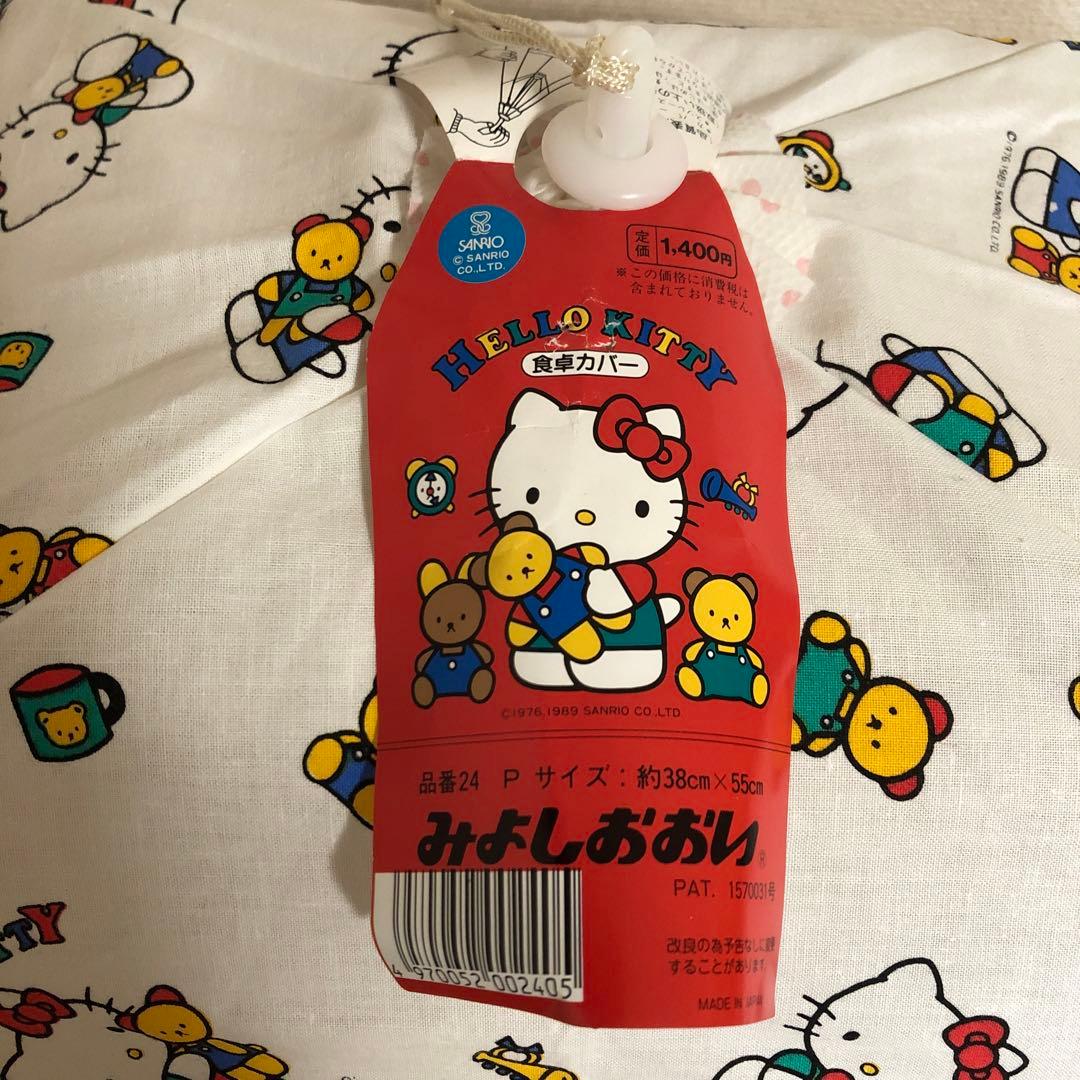 SANRIO
© SANRIO
CO.,LTD.
定価 1,400円
※この価格に消費税は
含まれておりません。
HELLO KITTY
食卓カバー
©1976,1989 SANRIO CO.,LTD.
品番24 P サイズ：約38cm×55cm
みよしおおい®
PAT. 1570031号
4 970052 002405
改良の為予告なしに変更
することがあります。
MADE IN JAPAN
©1976,1989 SANRIO CO.,LTD.